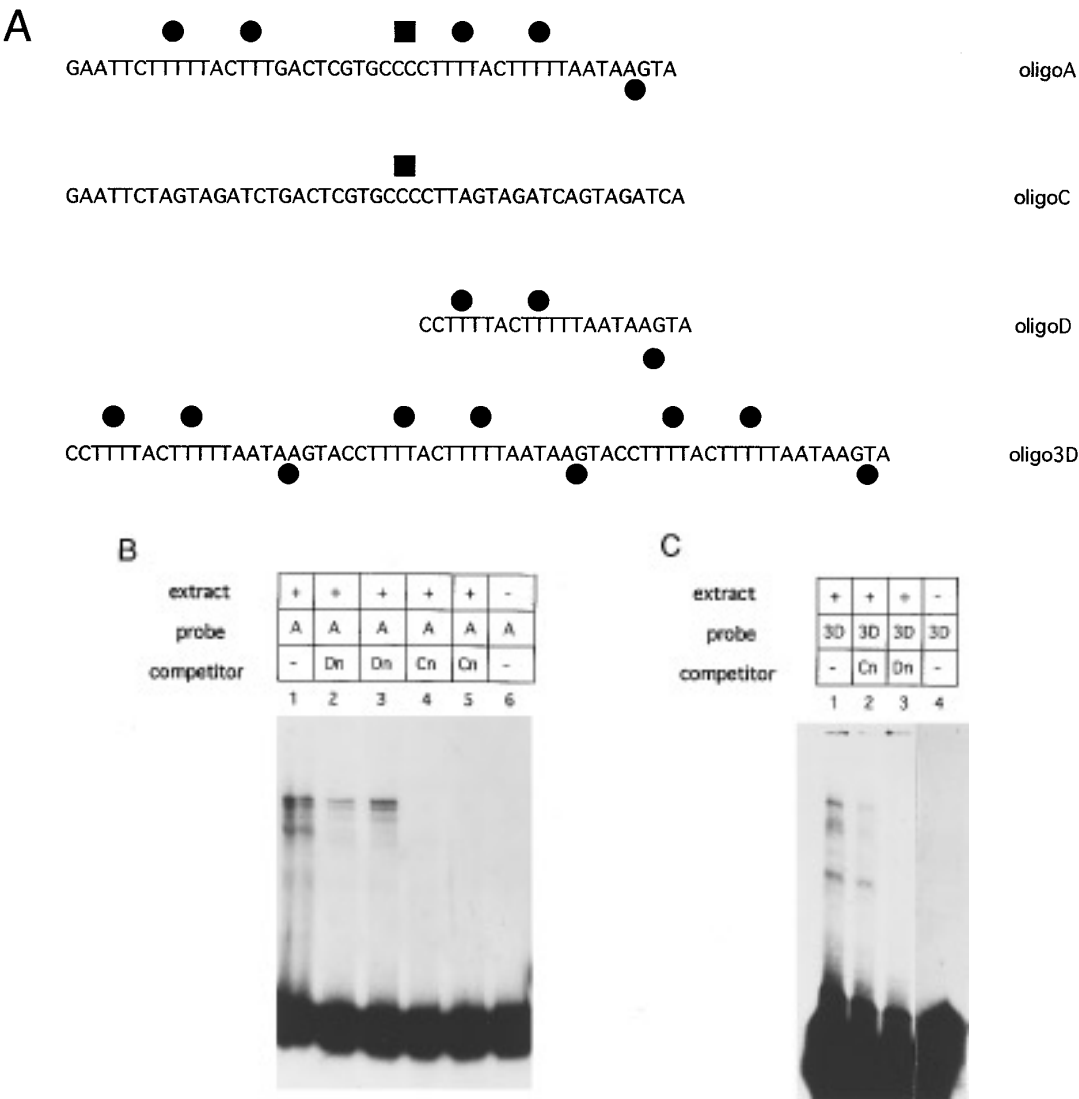 A
GAATTCTTTTTACTTTGACTCGTGCCCCTTTTACTTTTTAATAAGTA oligoA
GAATTCTAGTAGATCTGACTCGTGCCCCTTAGTAGATCAGTAGATCA oligoC
CCTTTTACTTTTTAATAAGTA oligoD
CCTTTTACTTTTTAATAAGTACCTTTTACTTTTTAATAAGTACCTTTTACTTTTTAATAAGTA oligo3D
B
extract + + + + + -
probe A A A A A A
competitor - Dn Dn Cn Cn -
1 2 3 4 5 6
C
extract + + + -
probe 3D 3D 3D 3D
competitor - Cn Dn -
1 2 3 4